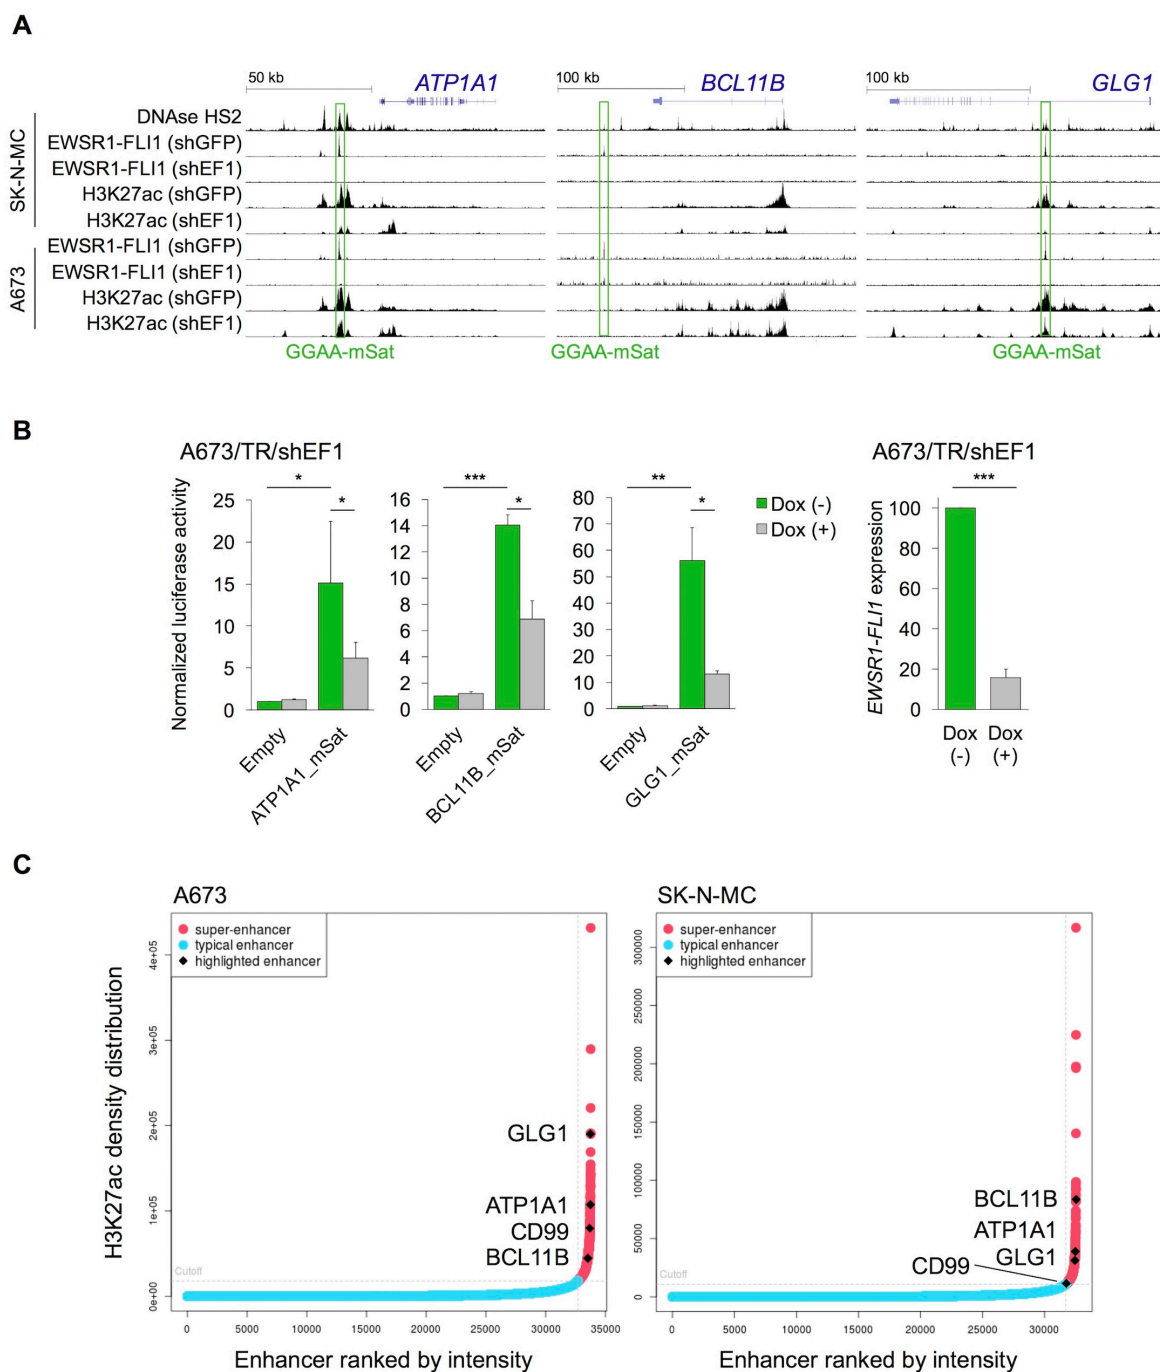 A
50 kb
ATP1A1
100 kb
BCL11B
100 kb
GLG1
SK-N-MC
DNAse HS2
EWSR1-FLI1 (shGFP)
EWSR1-FLI1 (shEF1)
H3K27ac (shGFP)
H3K27ac (shEF1)
A673
EWSR1-FLI1 (shGFP)
EWSR1-FLI1 (shEF1)
H3K27ac (shGFP)
H3K27ac (shEF1)
GGAA-mSat
GGAA-mSat
GGAA-mSat
B
A673/TR/shEF1
Normalized luciferase activity
* *
25
20
15
10
5
0
Empty
ATP1A1_mSat
*** *
16
14
12
10
8
6
4
2
0
Empty
BCL11B_mSat
** *
80
70
60
50
40
30
20
10
0
Empty
GLG1_mSat
Dox (-)
Dox (+)
A673/TR/shEF1
***
EWSR1-FLI1 expression
100
80
60
40
20
0
Dox Dox
(-) (+)
C
A673
H3K27ac density distribution
super-enhancer
typical enhancer
highlighted enhancer
4e+05
3e+05
2e+05
1e+05
0e+00
GLG1
ATP1A1
CD99
BCL11B
Cutoff
0 5000 10000 15000 20000 25000 30000 35000
Enhancer ranked by intensity
SK-N-MC
super-enhancer
typical enhancer
highlighted enhancer
300000
250000
200000
150000
100000
50000
0
BCL11B
ATP1A1
GLG1
CD99
Cutoff
0 5000 10000 15000 20000 25000 30000
Enhancer ranked by intensity